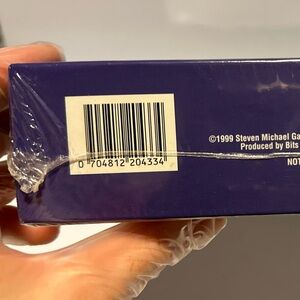 0 704812 204334
©1999 Steven Michael Ga
Produced by Bits
NOT